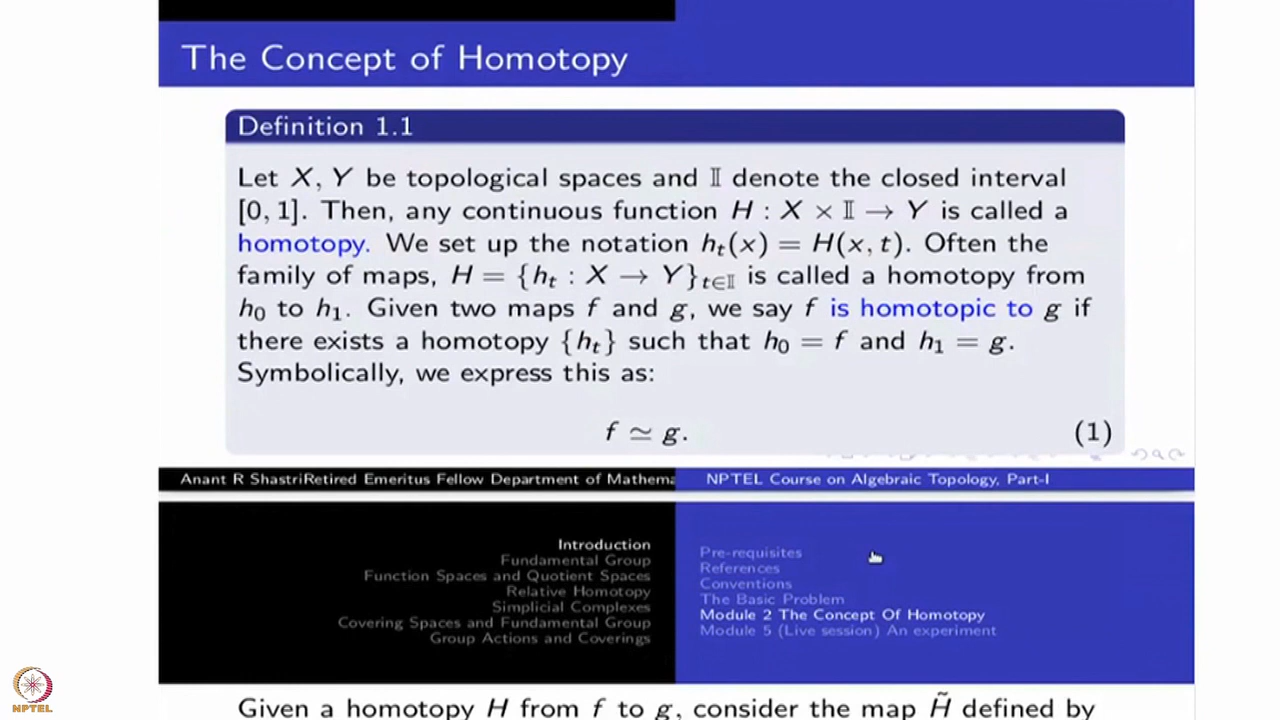 The Concept of Homotopy
Definition 1.1
Let X, Y be topological spaces and 𝕀 denote the closed interval
[0, 1]. Then, any continuous function H : X × 𝕀 → Y is called a
homotopy. We set up the notation hₜ(x) = H(x, t). Often the
family of maps, H = {hₜ : X → Y}ₜ∈𝕀 is called a homotopy from
h₀ to h₁. Given two maps f and g, we say f is homotopic to g if
there exists a homotopy {hₜ} such that h₀ = f and h₁ = g.
Symbolically, we express this as:
f ≃ g. (1)
Anant R ShastriRetired Emeritus Fellow Department of Mathema NPTEL Course on Algebraic Topology, Part-I
Introduction
Fundamental Group
Function Spaces and Quotient Spaces
Relative Homotopy
Simplicial Complexes
Covering Spaces and Fundamental Group
Group Actions and Coverings
Pre-requisites
References
Conventions
The Basic Problem
Module 2 The Concept Of Homotopy
Module 5 (Live session) An experiment
Given a homotopy H from f to g, consider the map H̃ defined by
NPTEL